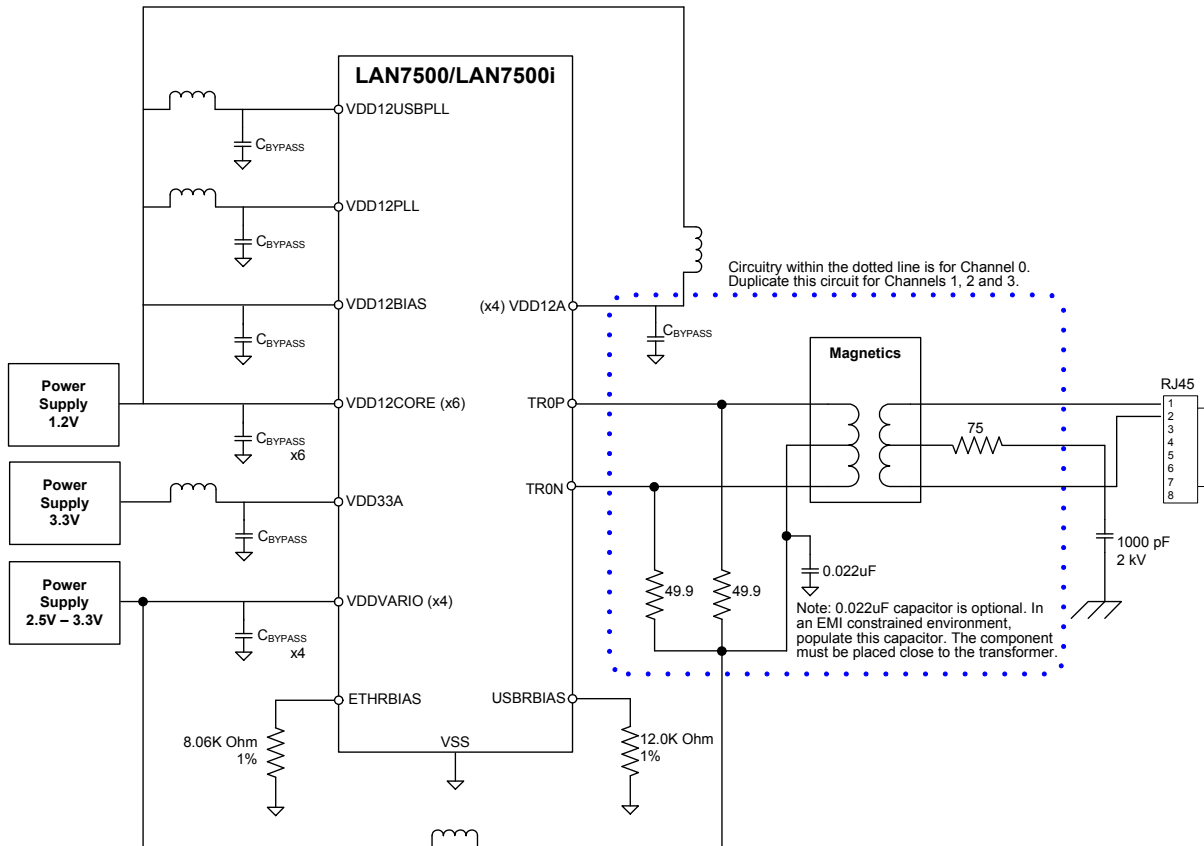 LAN7500/LAN7500i
VDD12USBPLL
CBYPASS
VDD12PLL
CBYPASS
Circuitry within the dotted line is for Channel 0.
Duplicate this circuit for Channels 1, 2 and 3.
VDD12BIAS
(x4) VDD12A
CBYPASS
CBYPASS
Magnetics
Power
Supply
1.2V
VDD12CORE (x6)
TR0P
RJ45
1
2
3
4
5
6
7
8
CBYPASS
x6
75
Power
Supply
3.3V
VDD33A
TR0N
CBYPASS
1000 pF
2 kV
0.022uF
49.9
49.9
Power
Supply
2.5V – 3.3V
VDDVARIO (x4)
CBYPASS
x4
Note: 0.022uF capacitor is optional. In
an EMI constrained environment,
populate this capacitor. The component
must be placed close to the transformer.
ETHRBIAS
USBRBIAS
8.06K Ohm
1%
VSS
12.0K Ohm
1%